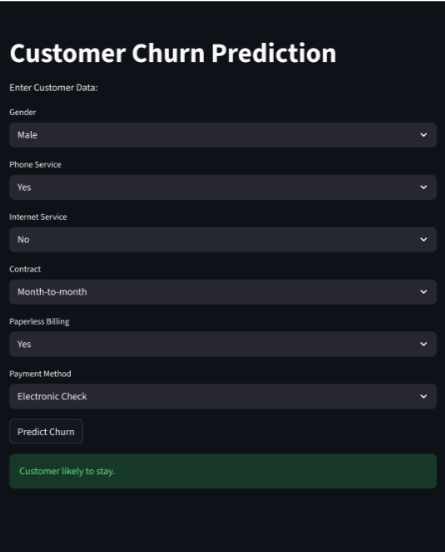 Customer Churn Prediction
Enter Customer Data:
Gender
Male
Phone Service
Yes
Internet Service
No
Contract
Month-to-month
Paperless Billing
Yes
Payment Method
Electronic Check
Predict Churn
Customer likely to stay.